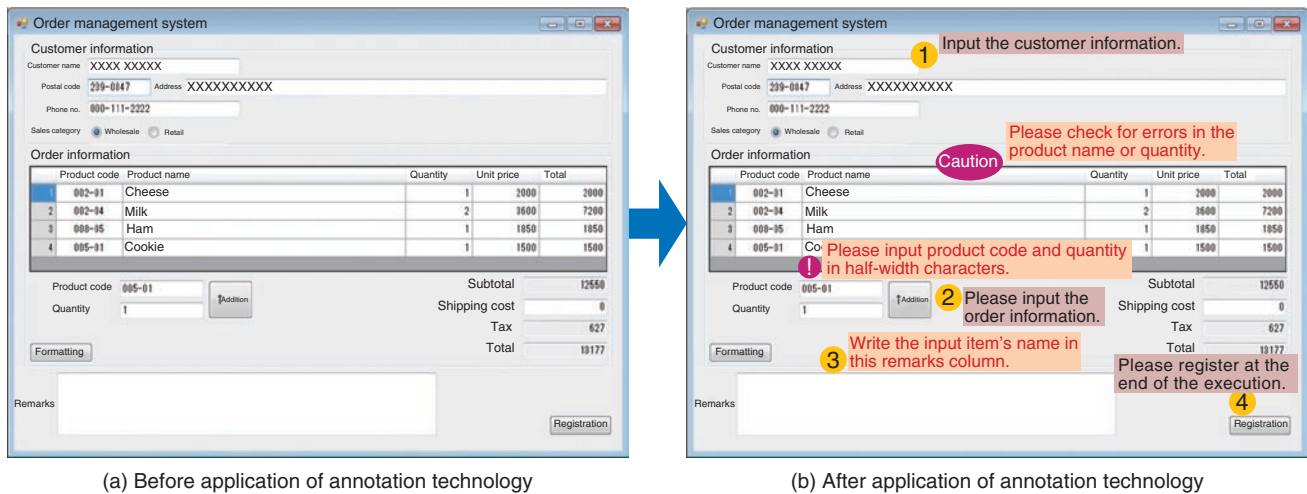 Order management system
Customer information
Customer name XXXX XXXXX
Postal code 239-0847 Address XXXXXXXXXX
Phone no. 000-111-2222
Sales category Wholesale Retail
Order information
Product code Product name Quantity Unit price Total
1 002-01 Cheese 1 2000 2000
2 002-04 Milk 2 3600 7200
3 008-05 Ham 1 1850 1850
4 005-01 Cookie 1 1500 1500
Product code 005-01 Subtotal 12550
↑Addition
Quantity 1 Shipping cost 0
Tax 627
Formatting Total 13177
Remarks
Registration
(a) Before application of annotation technology
Order management system
Customer information
1 Input the customer information.
Customer name XXXX XXXXX
Postal code 239-0847 Address XXXXXXXXXX
Phone no. 000-111-2222
Sales category Wholesale Retail
Please check for errors in the
product name or quantity.
Caution
Order information
Product code Product name Quantity Unit price Total
1 002-01 Cheese 1 2000 2000
2 002-04 Milk 2 3600 7200
3 008-05 Ham 1 1850 1850
4 005-01 Co 1 1500 1500
Please input product code and quantity
! in half-width characters.
Product code 005-01 Subtotal 12550
↑Addition
2 Please input the
order information.
Quantity 1 Shipping cost 0
Tax 627
Formatting Total 13177
Write the input item's name in
3 this remarks column.
Please register at the
end of the execution.
4
Remarks
Registration
(b) After application of annotation technology